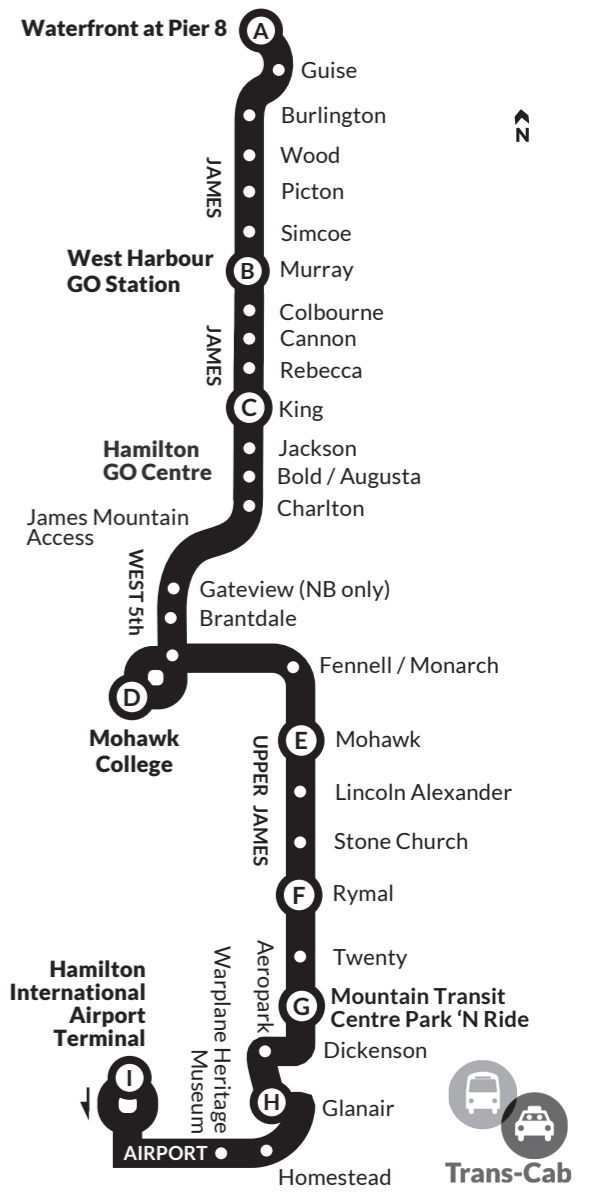 Waterfront at Pier 8
A
Guise
Burlington
N
Wood
JAMES
Picton
Simcoe
West Harbour
GO Station
B
Murray
Colbourne
JAMES
Cannon
Rebecca
C
King
Hamilton
GO Centre
Jackson
Bold / Augusta
Charlton
James Mountain
Access
WEST 5th
Gateview (NB only)
Brantdale
Fennell / Monarch
D
Mohawk
College
E
Mohawk
UPPER JAMES
Lincoln Alexander
Stone Church
F
Rymal
Twenty
Hamilton
International
Airport
Terminal
Warplane Heritage
Museum
Aeropark
G
Mountain Transit
Centre Park ‘N Ride
Dickenson
I
H
Glanair
AIRPORT
Homestead
Trans-Cab